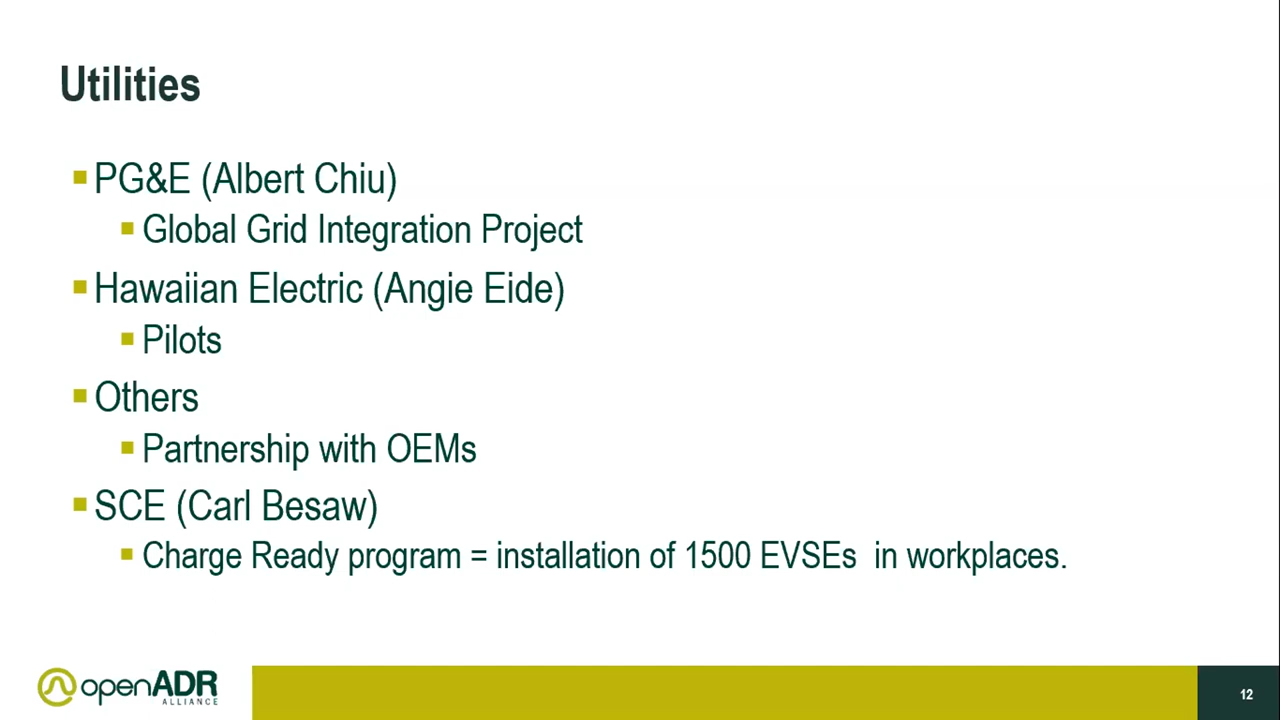 Utilities
PG&E (Albert Chiu)
Global Grid Integration Project
Hawaiian Electric (Angie Eide)
Pilots
Others
Partnership with OEMs
SCE (Carl Besaw)
Charge Ready program = installation of 1500 EVSEs  in workplaces.
openADR
ALLIANCE
12